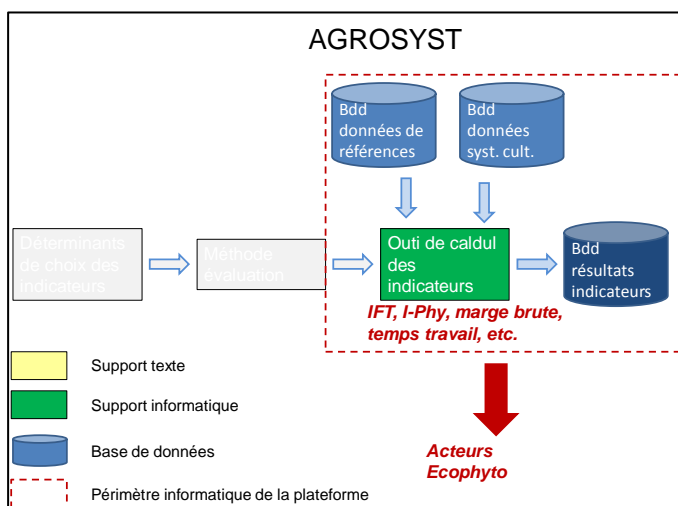 AGROSYST
Bdd
données de
références
Bdd
données
syst. cult.
Déterminants
de choix des
indicateurs
Méthode
évaluation
Outi de caldul
des
indicateurs
Bdd
résultats
indicateurs
IFT, I-Phy, marge brute,
temps travail, etc.
Support texte
Support informatique
Base de données
Périmètre informatique de la plateforme
Acteurs
Ecophyto